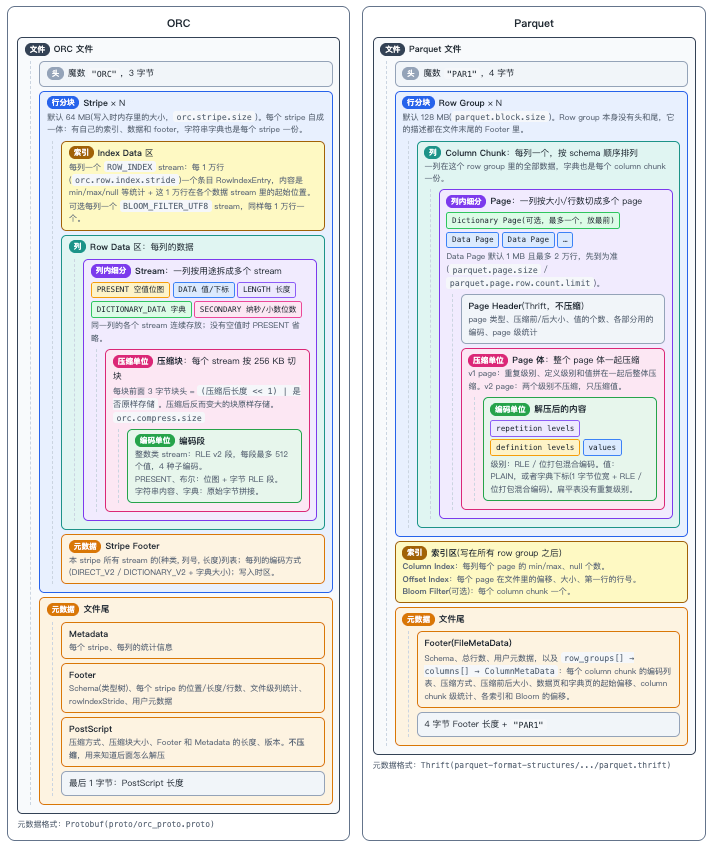 ORC
文件 ORC 文件
头 魔数 "ORC"，3 字节
行分块 Stripe × N
默认 64 MB(写入时内存里的大小，orc.stripe.size)。每个 stripe 自成
一体：有自己的索引、数据和 footer，字符串字典也是每个 stripe 一份。
索引 Index Data 区
每列一个 ROW_INDEX stream：每 1 万行
(orc.row.index.stride)一个条目 RowIndexEntry，内容是
min/max/null 等统计 + 这 1 万行在各个数据 stream 里的起始位置。
可选每列一个 BLOOM_FILTER_UTF8 stream，同样每 1 万行一
个。
列 Row Data 区：每列的数据
列内细分 Stream：一列按用途拆成多个 stream
PRESENT 空值位图 DATA 值/下标 LENGTH 长度
DICTIONARY_DATA 字典 SECONDARY 纳秒/小数位数
同一列的各个 stream 连续存放；没有空值时 PRESENT 省
略。
压缩单位 压缩块：每个 stream 按 256 KB 切
块
每块前面 3 字节块头 = (压缩后长度 << 1) | 是
否原样存储，压缩后反而变大的块原样存储。
orc.compress.size
编码单位 编码段
整数类 stream：RLE v2 段，每段最多 512
个值，4 种子编码。
PRESENT、布尔：位图 + 字节 RLE 段。
字符串内容、字典：原始字节拼接。
元数据 Stripe Footer
本 stripe 所有 stream 的(种类, 列号, 长度)列表；每列的编码方式
(DIRECT_V2 / DICTIONARY_V2 + 字典大小)；写入时区。
元数据 文件尾
Metadata
每个 stripe、每列的统计信息
Footer
Schema(类型树)、每个 stripe 的位置/长度/行数、文件级列统计、
rowIndexStride、用户元数据
PostScript
压缩方式、压缩块大小、Footer 和 Metadata 的长度、版本。不压
缩，用来知道后面怎么解压
最后 1 字节：PostScript 长度
元数据格式：Protobuf(proto/orc_proto.proto)
Parquet
文件 Parquet 文件
头 魔数 "PAR1"，4 字节
行分块 Row Group × N
默认 128 MB(parquet.block.size)。Row group 本身没有头和尾，它
的描述都在文件末尾的 Footer 里。
列 Column Chunk：每列一个，按 schema 顺序排列
一列在这个 row group 里的全部数据，字典也是每个 column chunk
一份。
列内细分 Page：一列按大小/行数切成多个 page
Dictionary Page(可选，最多一个，放最前)
Data Page Data Page …
Data Page 默认 1 MB 且最多 2 万行，先到为准
(parquet.page.size /
parquet.page.row.count.limit)。
Page Header(Thrift，不压缩)
page 类型、压缩前/后大小、值的个数、各部分用的
编码、page 级统计
压缩单位 Page 体：整个 page 体一起压缩
v1 page：重复级别、定义级别和值拼在一起后整体压
缩。v2 page：两个级别不压缩，只压缩值。
编码单位 解压后的内容
repetition levels
definition levels values
级别：RLE / 位打包混合编码。值：
PLAIN，或者字典下标(1 字节位宽 + RLE /
位打包混合编码)。扁平表没有重复级别。
索引 索引区(写在所有 row group 之后)
Column Index：每列每个 page 的 min/max、null 个数。
Offset Index：每个 page 在文件里的偏移、大小、第一行的行号。
Bloom Filter(可选)：每个 column chunk 一个。
元数据 文件尾
Footer(FileMetaData)
Schema、总行数、用户元数据，以及 row_groups[] →
columns[] → ColumnMetaData：每个 column chunk 的编码列
表、压缩方式、压缩前后大小、数据页和字典页的起始偏移、column
chunk 级统计、各索引和 Bloom 的偏移。
4 字节 Footer 长度 + "PAR1"
元数据格式：Thrift(parquet-format-structures/.../parquet.thrift)